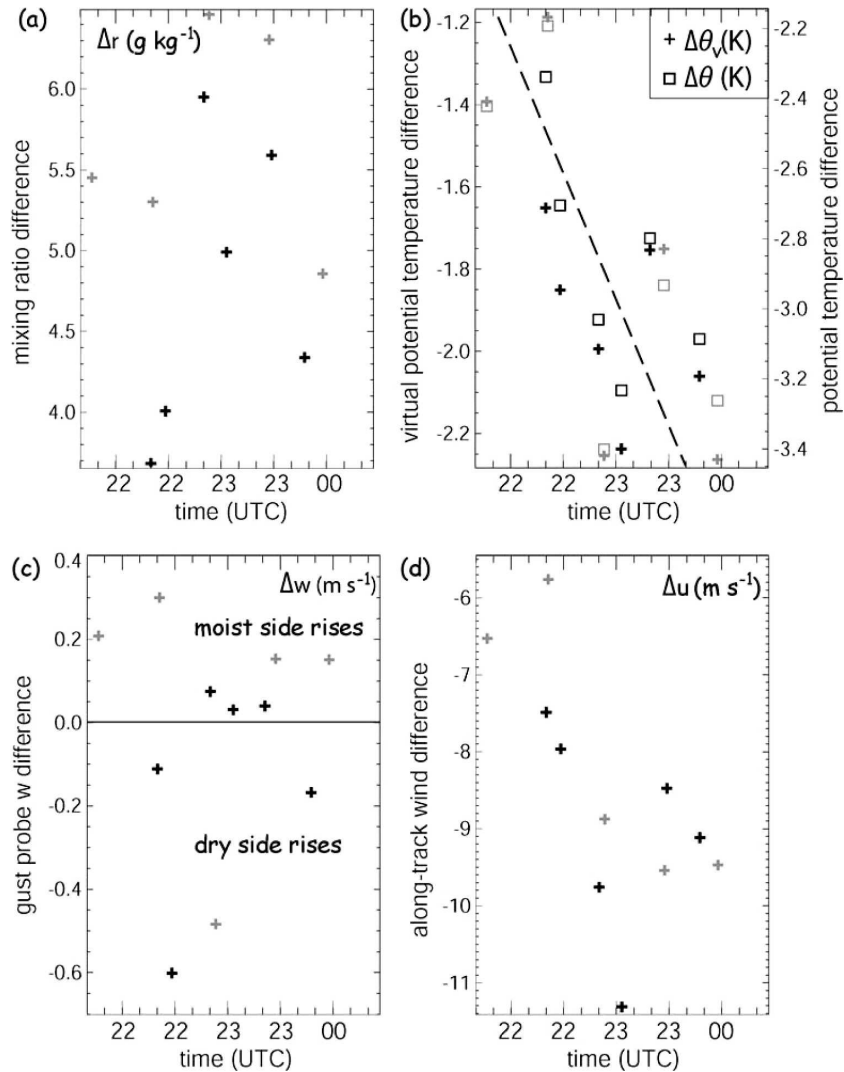 (a)
Δr (g kg⁻¹)
mixing ratio difference
6.0
5.5
5.0
4.5
4.0
22 22 23 23 00
time (UTC)
(b)
Δθᵥ(K)
Δθ (K)
virtual potential temperature difference
-1.2
-1.4
-1.6
-1.8
-2.0
-2.2
potential temperature difference
-2.2
-2.4
-2.6
-2.8
-3.0
-3.2
-3.4
22 22 23 23 00
time (UTC)
(c)
Δw (m s⁻¹)
moist side rises
dry side rises
gust probe w difference
0.4
0.2
0.0
-0.2
-0.4
-0.6
22 22 23 23 00
time (UTC)
(d)
Δu (m s⁻¹)
along-track wind difference
-6
-7
-8
-9
-10
-11
22 22 23 23 00
time (UTC)